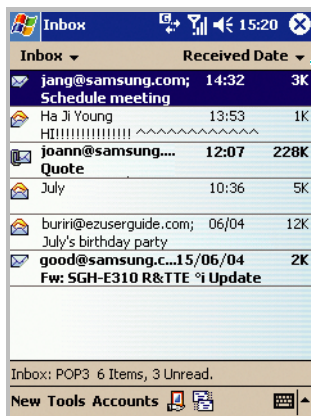 Inbox 15:20
Inbox Received Date
jang@samsung.com; 14:32 3K
Schedule meeting
Ha Ji Young 13:53 1K
HI!!!!!!!!!!!!!!! ^^^^^^^^^^^^
joann@samsung.... 12:07 228K
Quote
July 10:36 5K
buriri@ezuserguide.com; 06/04 12K
July's birthday party
good@samsung.c...15/06/04 2K
Fw: SGH-E310 R&TTE °i Update
Inbox: POP3 6 Items, 3 Unread.
New Tools Accounts